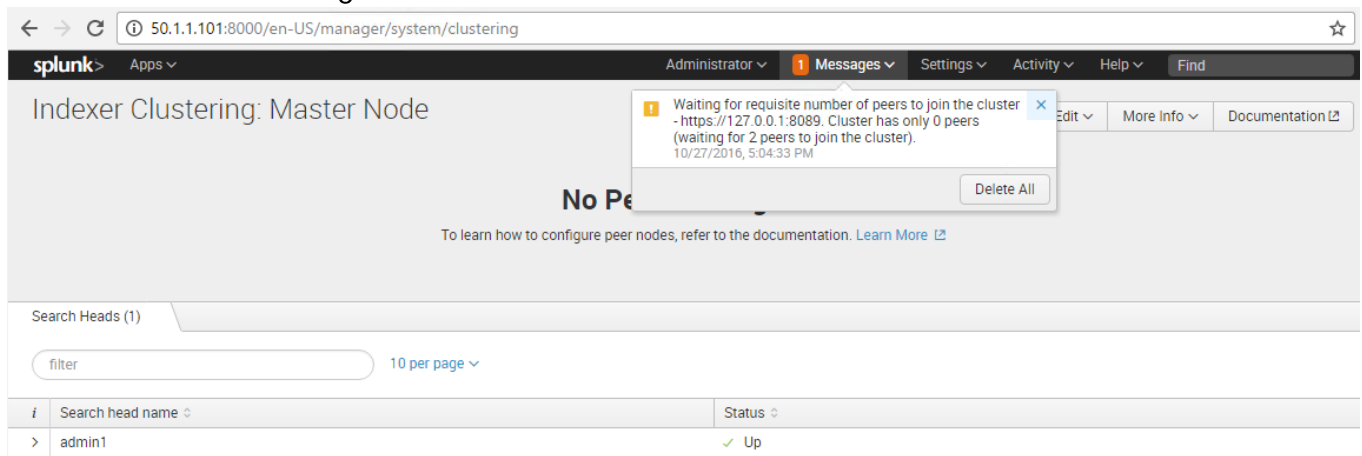 50.1.1.101:8000/en-US/manager/system/clustering
splunk> Apps Administrator 1 Messages Settings Activity Help Find
Indexer Clustering: Master Node
Edit More Info Documentation
! Waiting for requisite number of peers to join the cluster
- https://127.0.0.1:8089. Cluster has only 0 peers
(waiting for 2 peers to join the cluster).
10/27/2016, 5:04:33 PM
Delete All
No
To learn how to configure peer nodes, refer to the documentation. Learn More
Search Heads (1)
filter 10 per page
i Search head name Status
admin1 Up